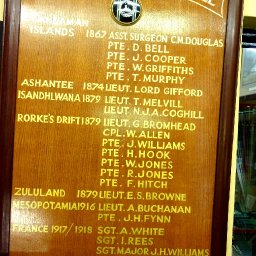 ANDAMAN
ISLANDS 1867 ASST. SURGEON C.M. DOUGLAS
PTE. D. BELL
PTE. J. COOPER
PTE. W. GRIFFITHS
PTE. T. MURPHY
ASHANTEE 1874 LIEUT. LORD GIFFORD
ISANDHLWANA 1879 LIEUT. T. MELVILL
LIEUT. N.J.A. COGHILL
RORKE'S DRIFT 1879 LIEUT. G. BROMHEAD
CPL. W. ALLEN
PTE. J. WILLIAMS
PTE. H. HOOK
PTE. W. JONES
PTE. R. JONES
PTE. F. HITCH
ZULULAND 1879 LIEUT. E.S. BROWNE
MESOPOTAMIA 1916 LIEUT. A. BUCHANAN
PTE. J.H. FYNN
FRANCE 1917/1918 SGT. A. WHITE
SGT. I. REES
SGT. MAJOR J.H. WILLIAMS